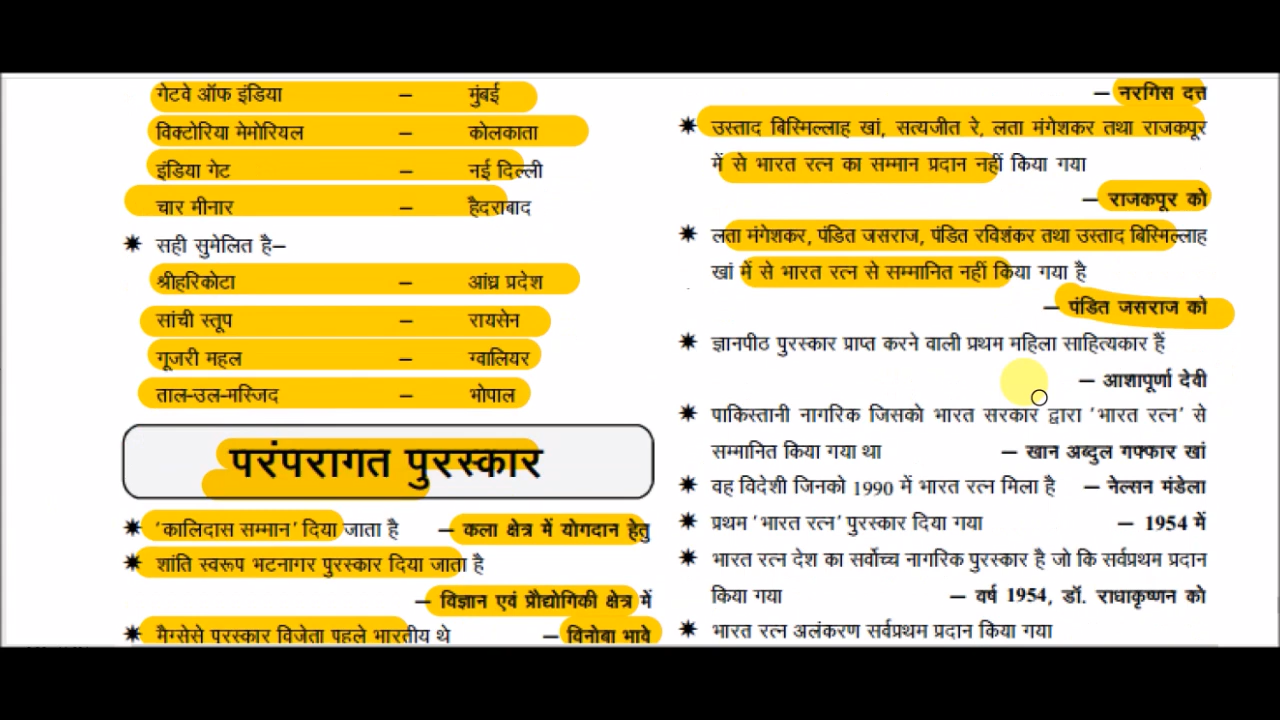 गेटवे ऑफ इंडिया – मुंबई
विक्टोरिया मेमोरियल – कोलकाता
इंडिया गेट – नई दिल्ली
चार मीनार – हैदराबाद
✷ सही सुमेलित है–
श्रीहरिकोटा – आंध्र प्रदेश
सांची स्तूप – रायसेन
गूजरी महल – ग्वालियर
ताल-उल-मस्जिद – भोपाल
परंपरागत पुरस्कार
✷ 'कालिदास सम्मान' दिया जाता है – कला क्षेत्र में योगदान हेतु
✷ शांति स्वरूप भटनागर पुरस्कार दिया जाता है
– विज्ञान एवं प्रौद्योगिकी क्षेत्र में
✷ मैग्सेसे पुरस्कार विजेता पहले भारतीय थे – विनोबा भावे
– नरगिस दत्त
✷ उस्ताद बिस्मिल्लाह खां, सत्यजीत रे, लता मंगेशकर तथा राजकपूर
में से भारत रत्न का सम्मान प्रदान नहीं किया गया
– राजकपूर को
✷ लता मंगेशकर, पंडित जसराज, पंडित रविशंकर तथा उस्ताद बिस्मिल्लाह
खां में से भारत रत्न से सम्मानित नहीं किया गया है
– पंडित जसराज को
✷ ज्ञानपीठ पुरस्कार प्राप्त करने वाली प्रथम महिला साहित्यकार हैं
– आशापूर्णा देवी
✷ पाकिस्तानी नागरिक जिसको भारत सरकार द्वारा 'भारत रत्न' से
सम्मानित किया गया था – खान अब्दुल गफ्फार खां
✷ वह विदेशी जिनको 1990 में भारत रत्न मिला है – नेल्सन मंडेला
✷ प्रथम 'भारत रत्न' पुरस्कार दिया गया – 1954 में
✷ भारत रत्न देश का सर्वोच्च नागरिक पुरस्कार है जो कि सर्वप्रथम प्रदान
किया गया – वर्ष 1954, डॉ. राधाकृष्णन को
✷ भारत रत्न अलंकरण सर्वप्रथम प्रदान किया गया